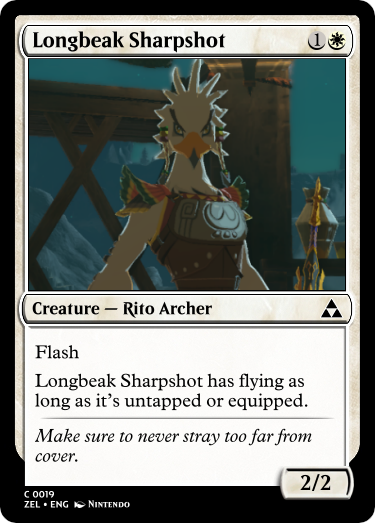 Longbeak Sharpshot 1
Creature — Rito Archer
Flash
Longbeak Sharpshot has flying as
long as it's untapped or equipped.
Make sure to never stray too far from
cover.
2/2
C 0019
ZEL • ENG Nintendo